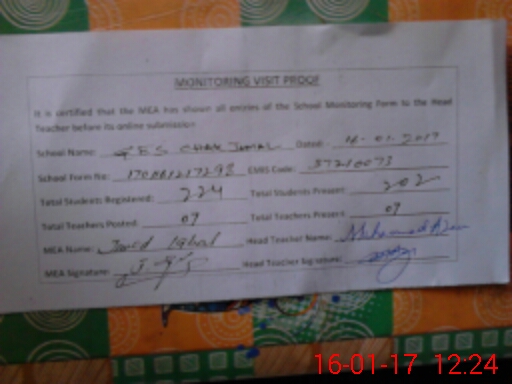 MONITORING VISIT PROOF
It is certified that the MEA has shown all entries of the School Monitoring Form to the Head
Teacher before its online submission
School Name: GES CHAK JAMAL Dated: 16-01-2017
School Form No: EMIS Code: 37210073
Total Students Registered: 224 Total Students Present: 202
Total Teachers Posted: 07 Total Teachers Present: 07
MEA Name: Javed Iqbal Head Teacher Name: Muhammad
MEA Signature: Head Teacher Signature:
16-01-17 12:24